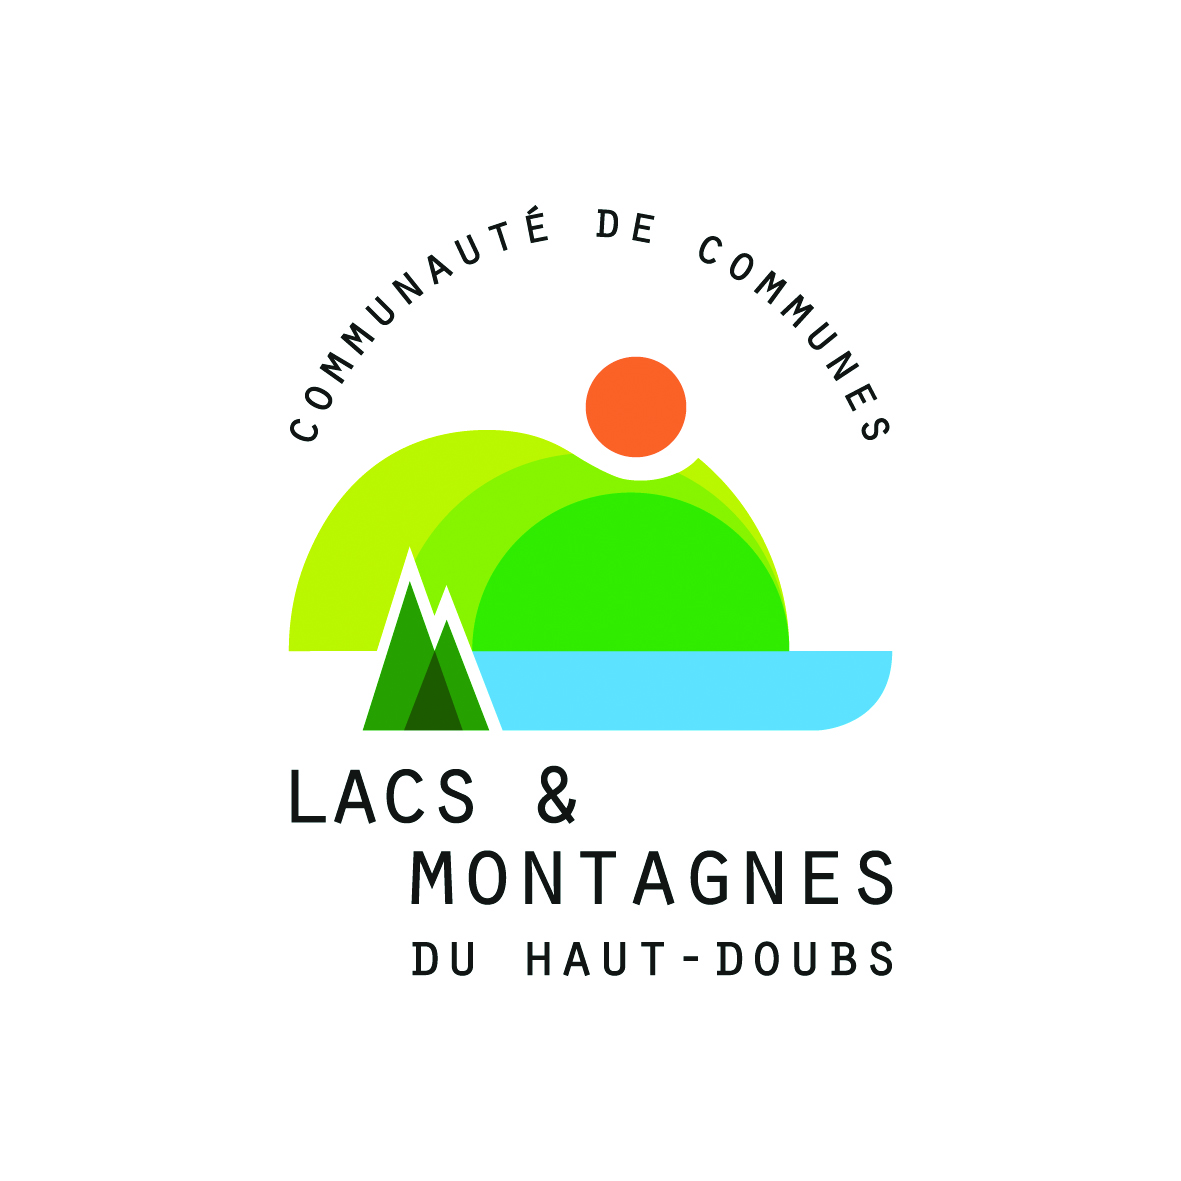 COMMUNAUTÉ DE COMMUNES
LACS &
MONTAGNES
DU HAUT-DOUBS